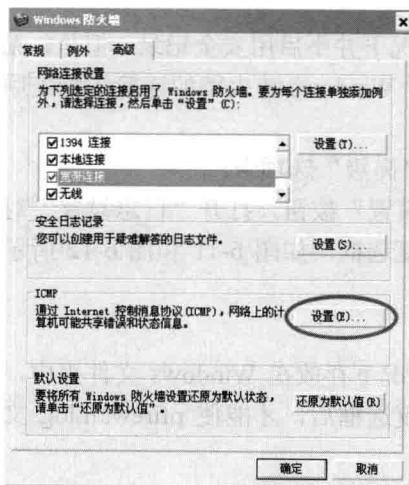 Windows 防火墙
常规 例外 高级
网络连接设置
为下列选定的连接启用了 Windows 防火墙。要为每个连接单独添加例
外，请选择连接，然后单击“设置”(C):
1394 连接
本地连接
宽带连接
无线
设置(T)...
安全日志记录
您可以创建用于疑难解答的日志文件。
设置(S)...
ICMP
通过 Internet 控制消息协议(ICMP)，网络上的计
算机可能共享错误和状态信息。
设置(E)...
默认设置
要将所有 Windows 防火墙设置还原为默认状态，
请单击“还原为默认值”。
还原为默认值(R)
确定 取消